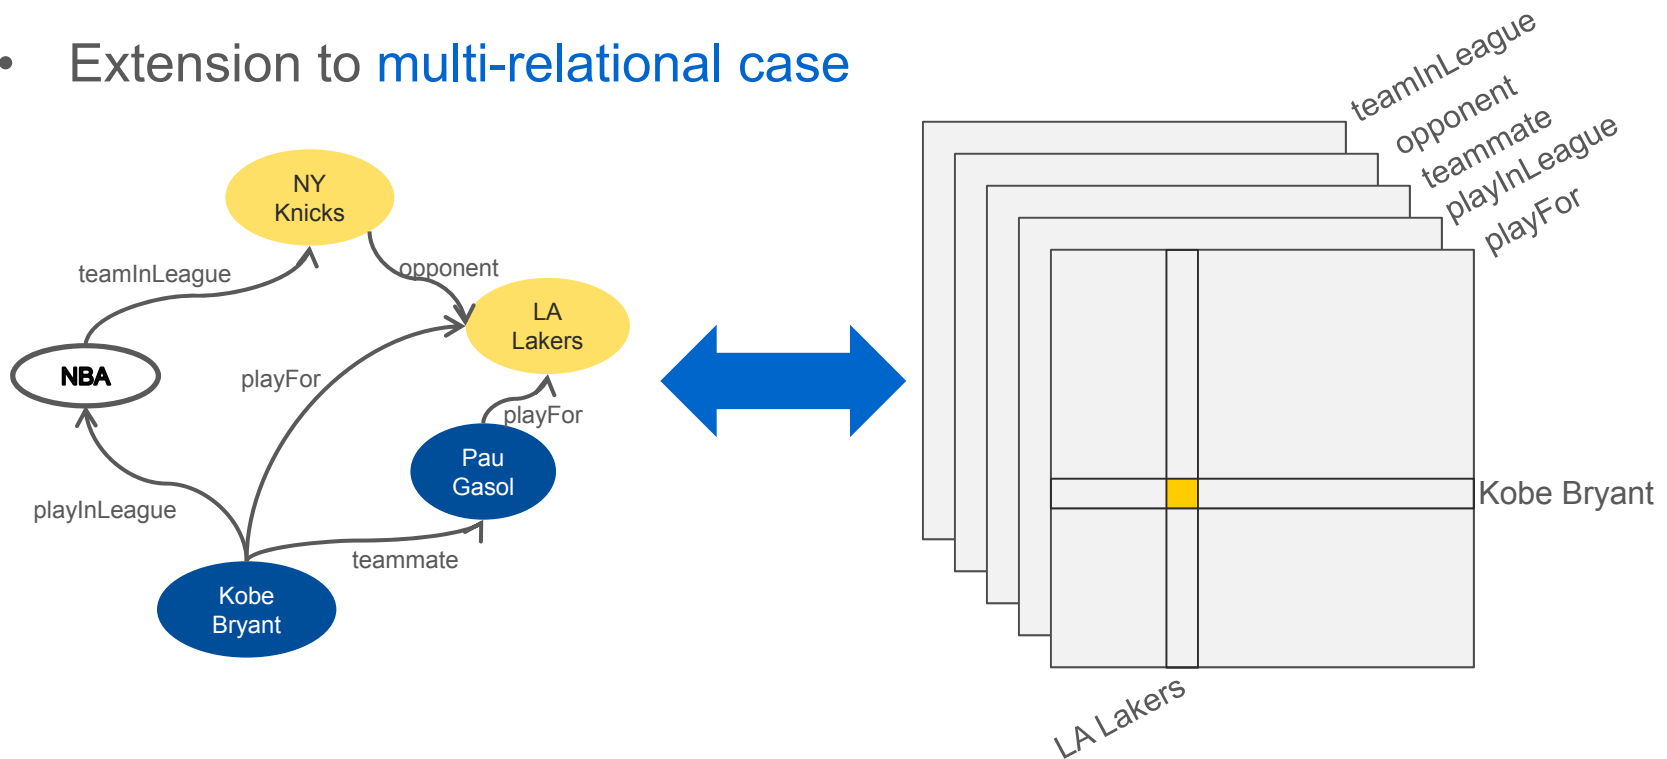 • Extension to multi-relational case
NY
Knicks
teamInLeague
opponent
LA
Lakers
NBA
playFor
playFor
Pau
Gasol
playInLeague
teammate
Kobe
Bryant
teamInLeague
opponent
teammate
playInLeague
playFor
Kobe Bryant
LA Lakers